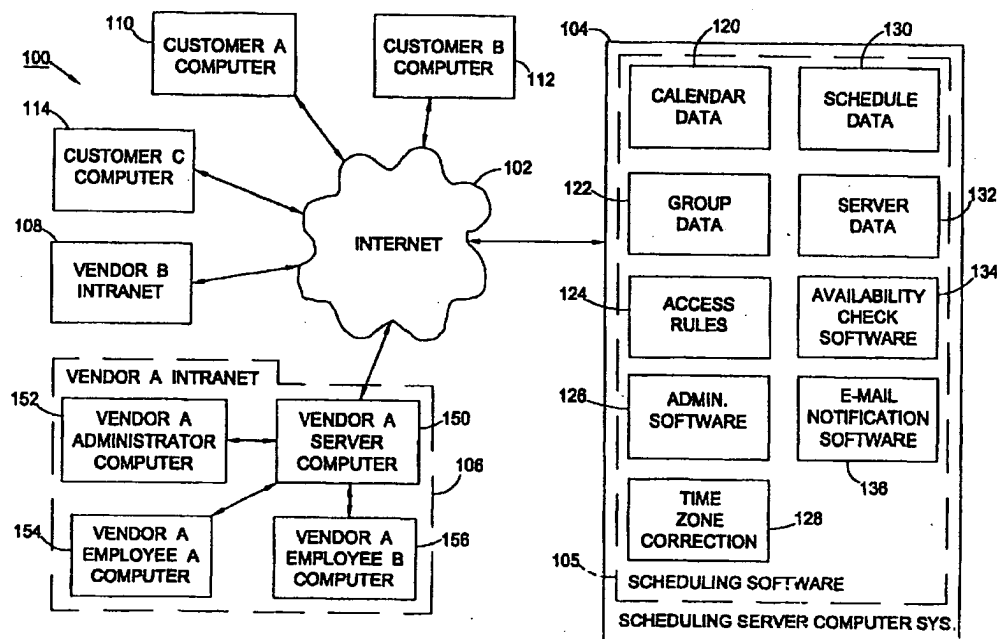 100
110
CUSTOMER A
COMPUTER
CUSTOMER B
COMPUTER
112
114
CUSTOMER C
COMPUTER
102
INTERNET
108
VENDOR B
INTRANET
VENDOR A INTRANET
152
VENDOR A
ADMINISTRATOR
COMPUTER
VENDOR A
SERVER
COMPUTER
150
106
154
VENDOR A
EMPLOYEE A
COMPUTER
VENDOR A
EMPLOYEE B
COMPUTER
156
104
120
130
CALENDAR
DATA
SCHEDULE
DATA
122
GROUP
DATA
SERVER
DATA
132
124
ACCESS
RULES
134
AVAILABILITY
CHECK
SOFTWARE
126
ADMIN.
SOFTWARE
E-MAIL
NOTIFICATION
SOFTWARE
136
TIME
ZONE
CORRECTION
128
105
SCHEDULING SOFTWARE
SCHEDULING SERVER COMPUTER SYS.